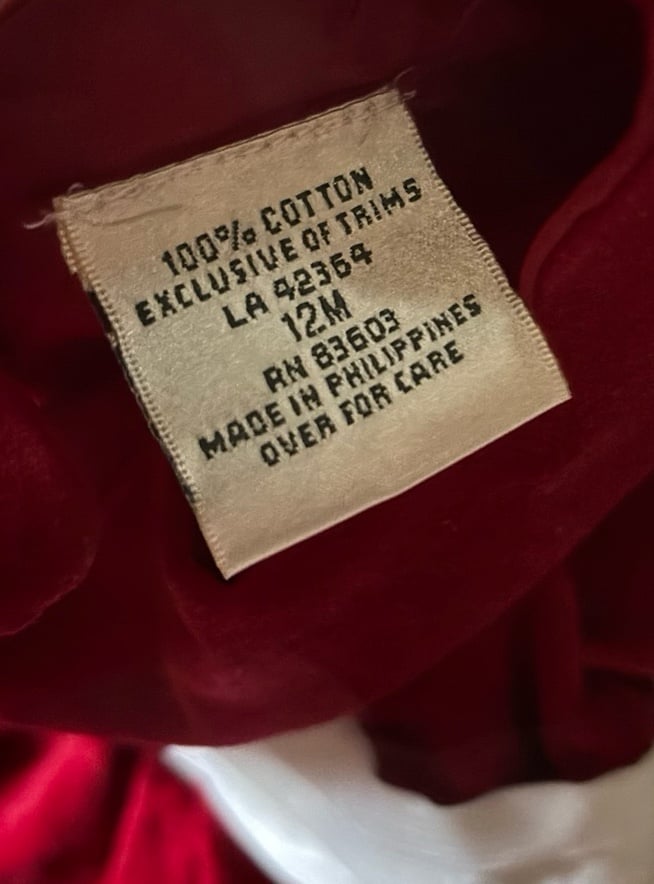 100% COTTON
EXCLUSIVE OF TRIMS
LA 42364
12M
RN 83603
MADE IN PHILIPPINES
OVER FOR CARE